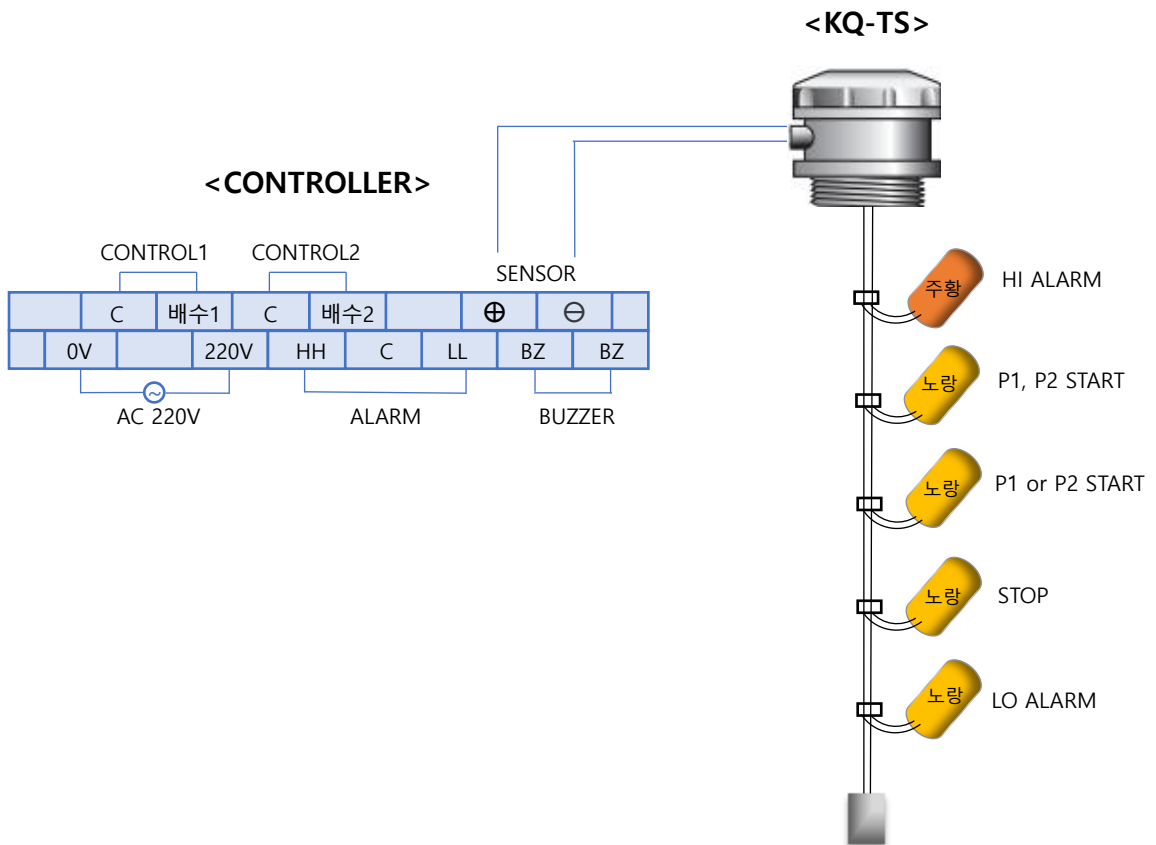 <KQ-TS>
<CONTROLLER>
CONTROL1 CONTROL2
SENSOR
C 배수1 C 배수2 ⊕ ⊖
0V 220V HH C LL BZ BZ
~
AC 220V ALARM BUZZER
주황 HI ALARM
노랑 P1, P2 START
노랑 P1 or P2 START
노랑 STOP
노랑 LO ALARM